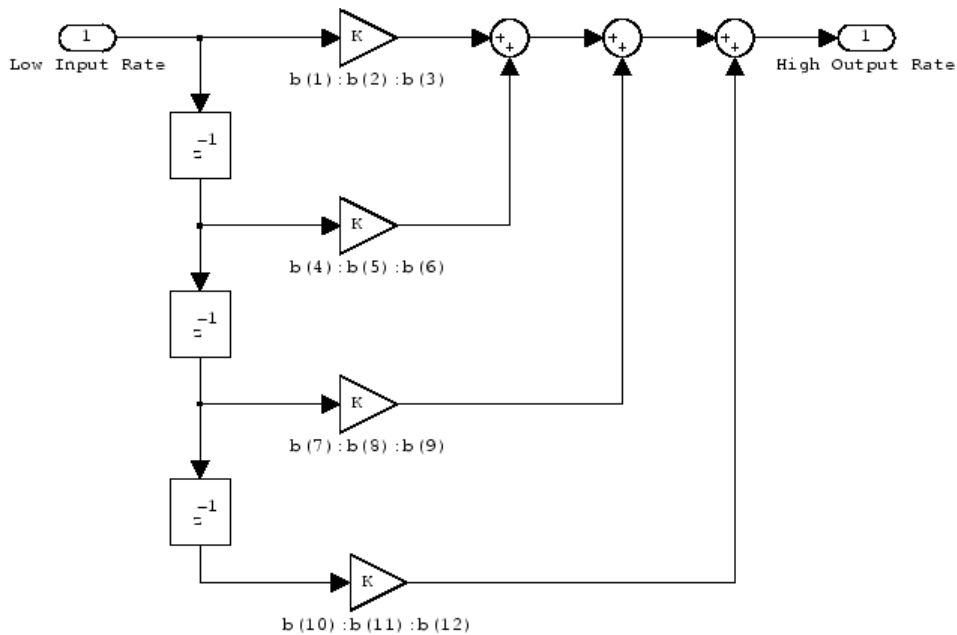 1
Low Input Rate
K
b(1):b(2):b(3)
+
+
+
+
+
+
1
High Output Rate
z^-1
K
b(4):b(5):b(6)
z^-1
K
b(7):b(8):b(9)
z^-1
K
b(10):b(11):b(12)